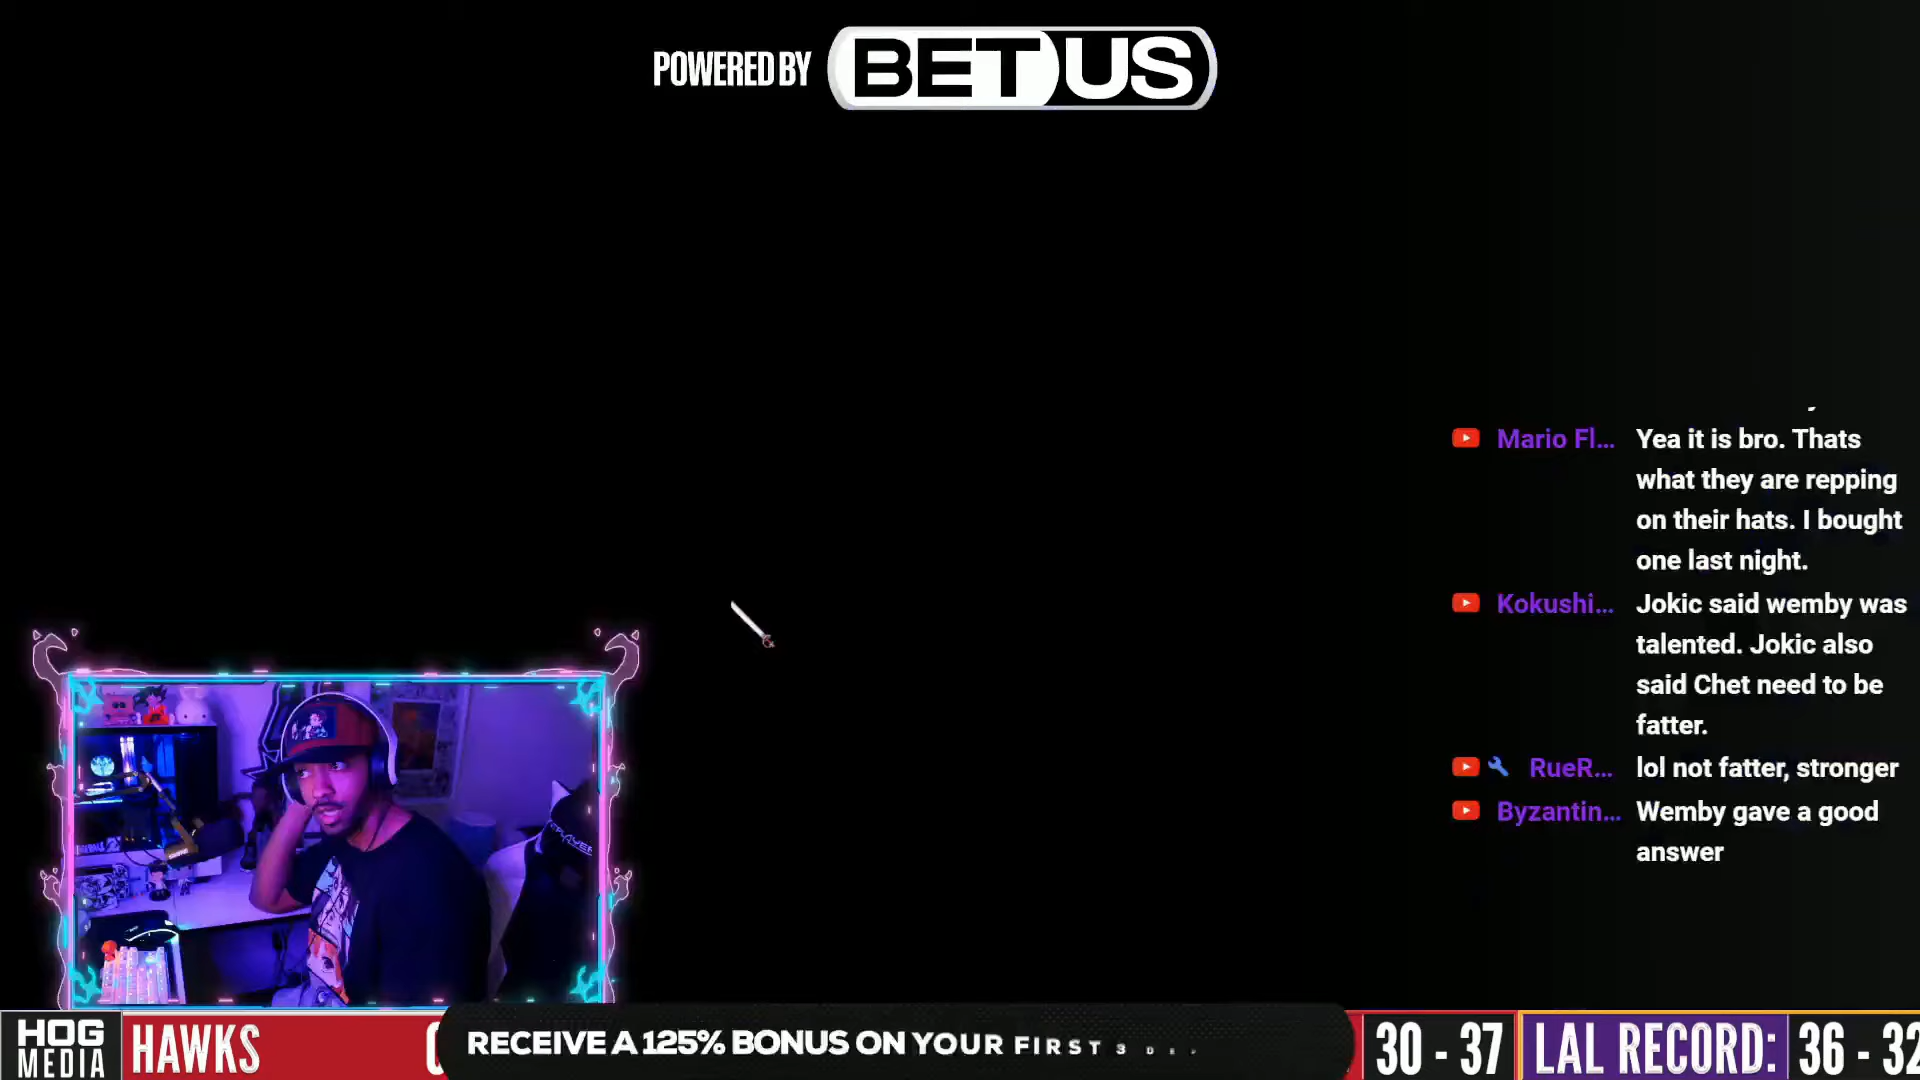 POWERED BY BETUS
Mario Fl... Yea it is bro. Thats
what they are repping
on their hats. I bought
one last night.
Kokushi... Jokic said wemby was
talented. Jokic also
said Chet need to be
fatter.
RueR... lol not fatter, stronger
Byzantin... Wemby gave a good
answer
HOG
MEDIA
HAWKS
RECEIVE A 125% BONUS ON YOUR FIRST 3
30 - 37
LAL RECORD: 36 - 32